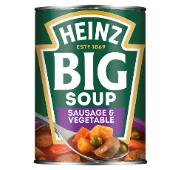 HEINZ
ESTD 1869
BIG
SOUP
SAUSAGE &
VEGETABLE